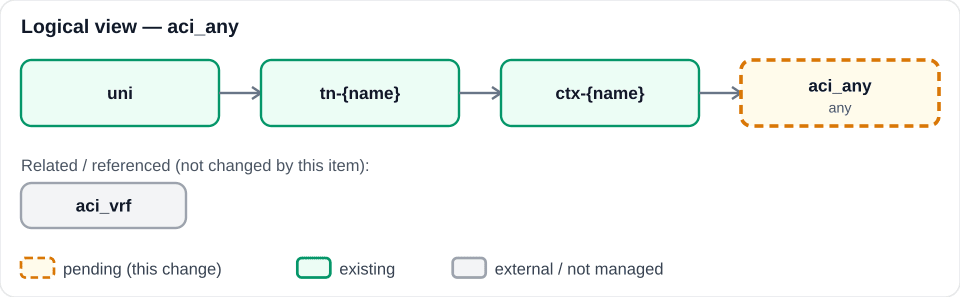 Logical view — aci_any
uni
tn-{name}
ctx-{name}
aci_any
any
Related / referenced (not changed by this item):
aci_vrf
pending (this change)
existing
external / not managed